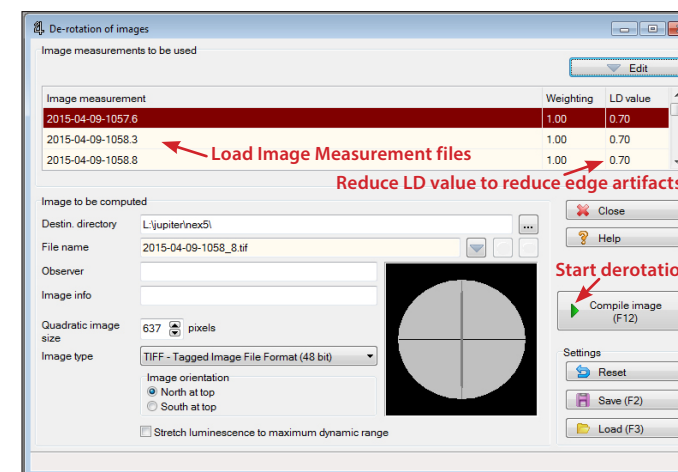 De-rotation of images
Image measurements to be used
Edit
Image measurement Weighting LD value
2015-04-09-1057.6 1.00 0.70
2015-04-09-1058.3 1.00 0.70
2015-04-09-1058.8 1.00 0.70
Load Image Measurement files
Reduce LD value to reduce edge artifacts
Image to be computed
Close
Destin. directory L:\jupiter\nex5\ ...
Help
File name 2015-04-09-1058_8.tif
Observer
Start derotatio
Image info
Compile image
(F12)
Quadratic image
size
637 pixels
Image type TIFF - Tagged Image File Format (48 bit)
Settings
Reset
Image orientation
North at top
South at top
Save (F2)
Stretch luminescence to maximum dynamic range
Load (F3)